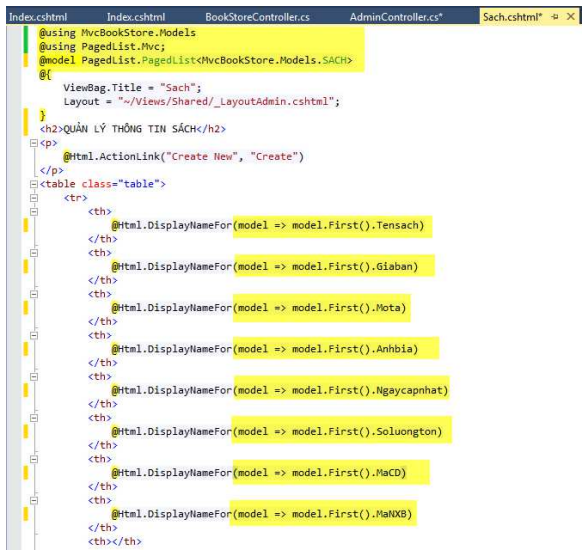 Index.cshtml Index.cshtml BookStoreController.cs AdminController.cs* Sach.cshtml*
@using MvcBookStore.Models
@using PagedList.Mvc;
@model PagedList.PagedList<MvcBookStore.Models.SACH>
@{
ViewBag.Title = "Sach";
Layout = "~/Views/Shared/_LayoutAdmin.cshtml";
}
<h2>QUẢN LÝ THÔNG TIN SÁCH</h2>
<p>
@Html.ActionLink("Create New", "Create")
</p>
<table class="table">
<tr>
<th>
@Html.DisplayNameFor(model => model.First().Tensach)
</th>
<th>
@Html.DisplayNameFor(model => model.First().Giaban)
</th>
<th>
@Html.DisplayNameFor(model => model.First().Mota)
</th>
<th>
@Html.DisplayNameFor(model => model.First().Anhbia)
</th>
<th>
@Html.DisplayNameFor(model => model.First().Ngaycapnhat)
</th>
<th>
@Html.DisplayNameFor(model => model.First().Soluongton)
</th>
<th>
@Html.DisplayNameFor(model => model.First().MaCD)
</th>
<th>
@Html.DisplayNameFor(model => model.First().MaNXB)
</th>
<th></th>